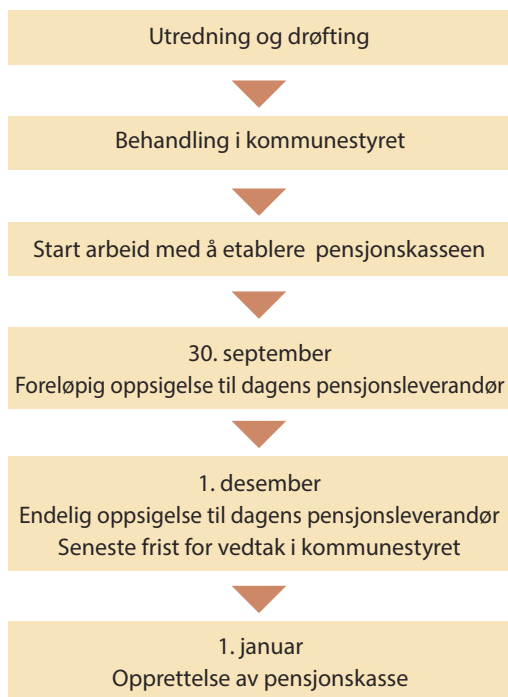 Utredning og drøfting
Behandling i kommunestyret
Start arbeid med å etablere pensjonskasseen
30. september
Foreløpig oppsigelse til dagens pensjonsleverandør
1. desember
Endelig oppsigelse til dagens pensjonsleverandør
Seneste frist for vedtak i kommunestyret
1. januar
Opprettelse av pensjonskasse